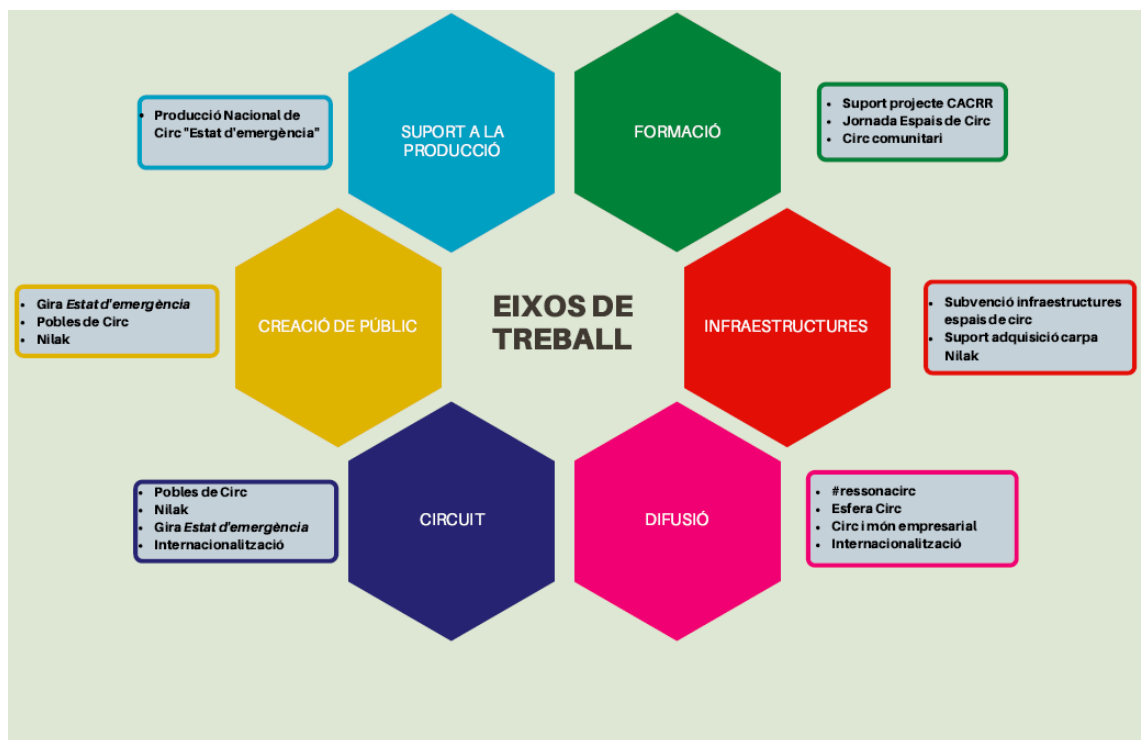 SUPORT A LA
PRODUCCIÓ
FORMACIÓ
• Producció Nacional de
Circ "Estat d'emergència"
• Suport projecte CACRR
• Jornada Espais de Circ
• Circ comunitari
CREACIÓ DE PÚBLIC
EIXOS DE
TREBALL
INFRAESTRUCTURES
• Gira Estat d'emergència
• Pobles de Circ
• Nilak
• Subvenció infraestructures
espais de circ
• Suport adquisició carpa
Nilak
CIRCUIT
DIFUSIÓ
• Pobles de Circ
• Nilak
• Gira Estat d'emergència
• Internacionalització
• #ressonacirc
• Esfera Circ
• Circ i món empresarial
• Internacionalització